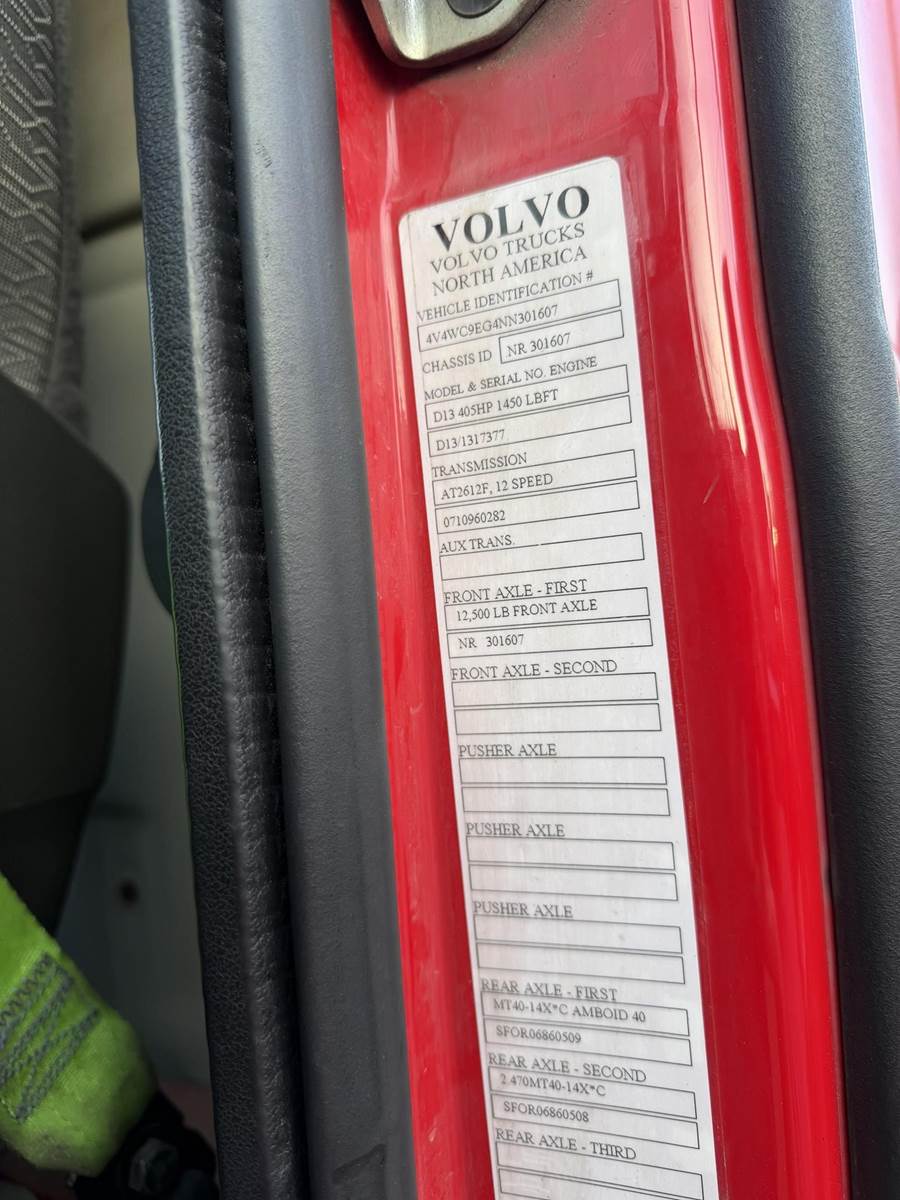 VOLVO
VOLVO TRUCKS
NORTH AMERICA
VEHICLE IDENTIFICATION #
4V4WC9EG4NN301607
CHASSIS ID NR 301607
MODEL & SERIAL NO. ENGINE
D13 405HP 1450 LBFT
D13/1317377
TRANSMISSION
AT2612F, 12 SPEED
0710960282
AUX TRANS.
FRONT AXLE - FIRST
12,500 LB FRONT AXLE
NR 301607
FRONT AXLE - SECOND
PUSHER AXLE
PUSHER AXLE
PUSHER AXLE
REAR AXLE - FIRST
MT40-14X*C AMBOID 40
SFOR06860509
REAR AXLE - SECOND
2.470MT40-14X*C
SFOR06860508
REAR AXLE - THIRD